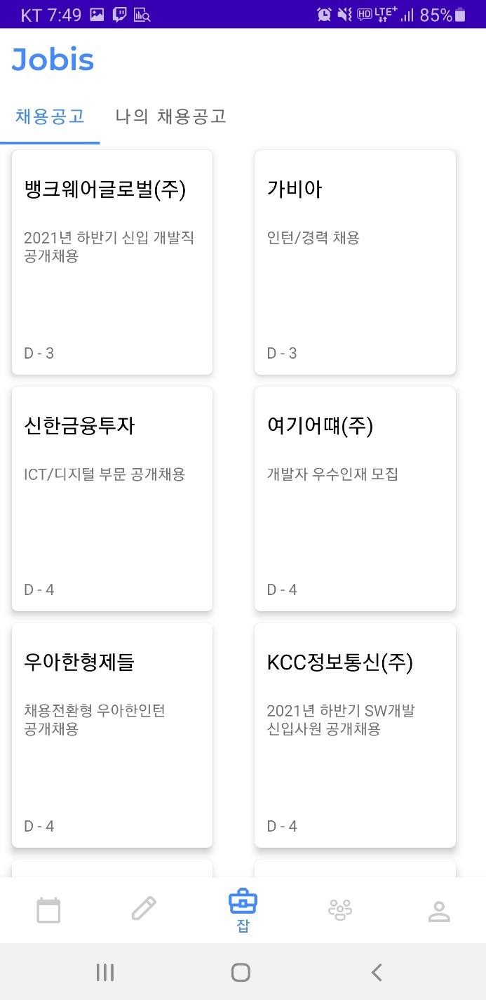 KT 7:49
HD LTE+ 85%
Jobis
채용공고 나의 채용공고
뱅크웨어글로벌(주)
2021년 하반기 신입 개발직
공개채용
D - 3
가비아
인턴/경력 채용
D - 3
신한금융투자
ICT/디지털 부문 공개채용
D - 4
여기어떄(주)
개발자 우수인재 모집
D - 4
우아한형제들
채용전환형 우아한인턴
공개채용
D - 4
KCC정보통신(주)
2021년 하반기 SW개발
신입사원 공개채용
D - 4
잡